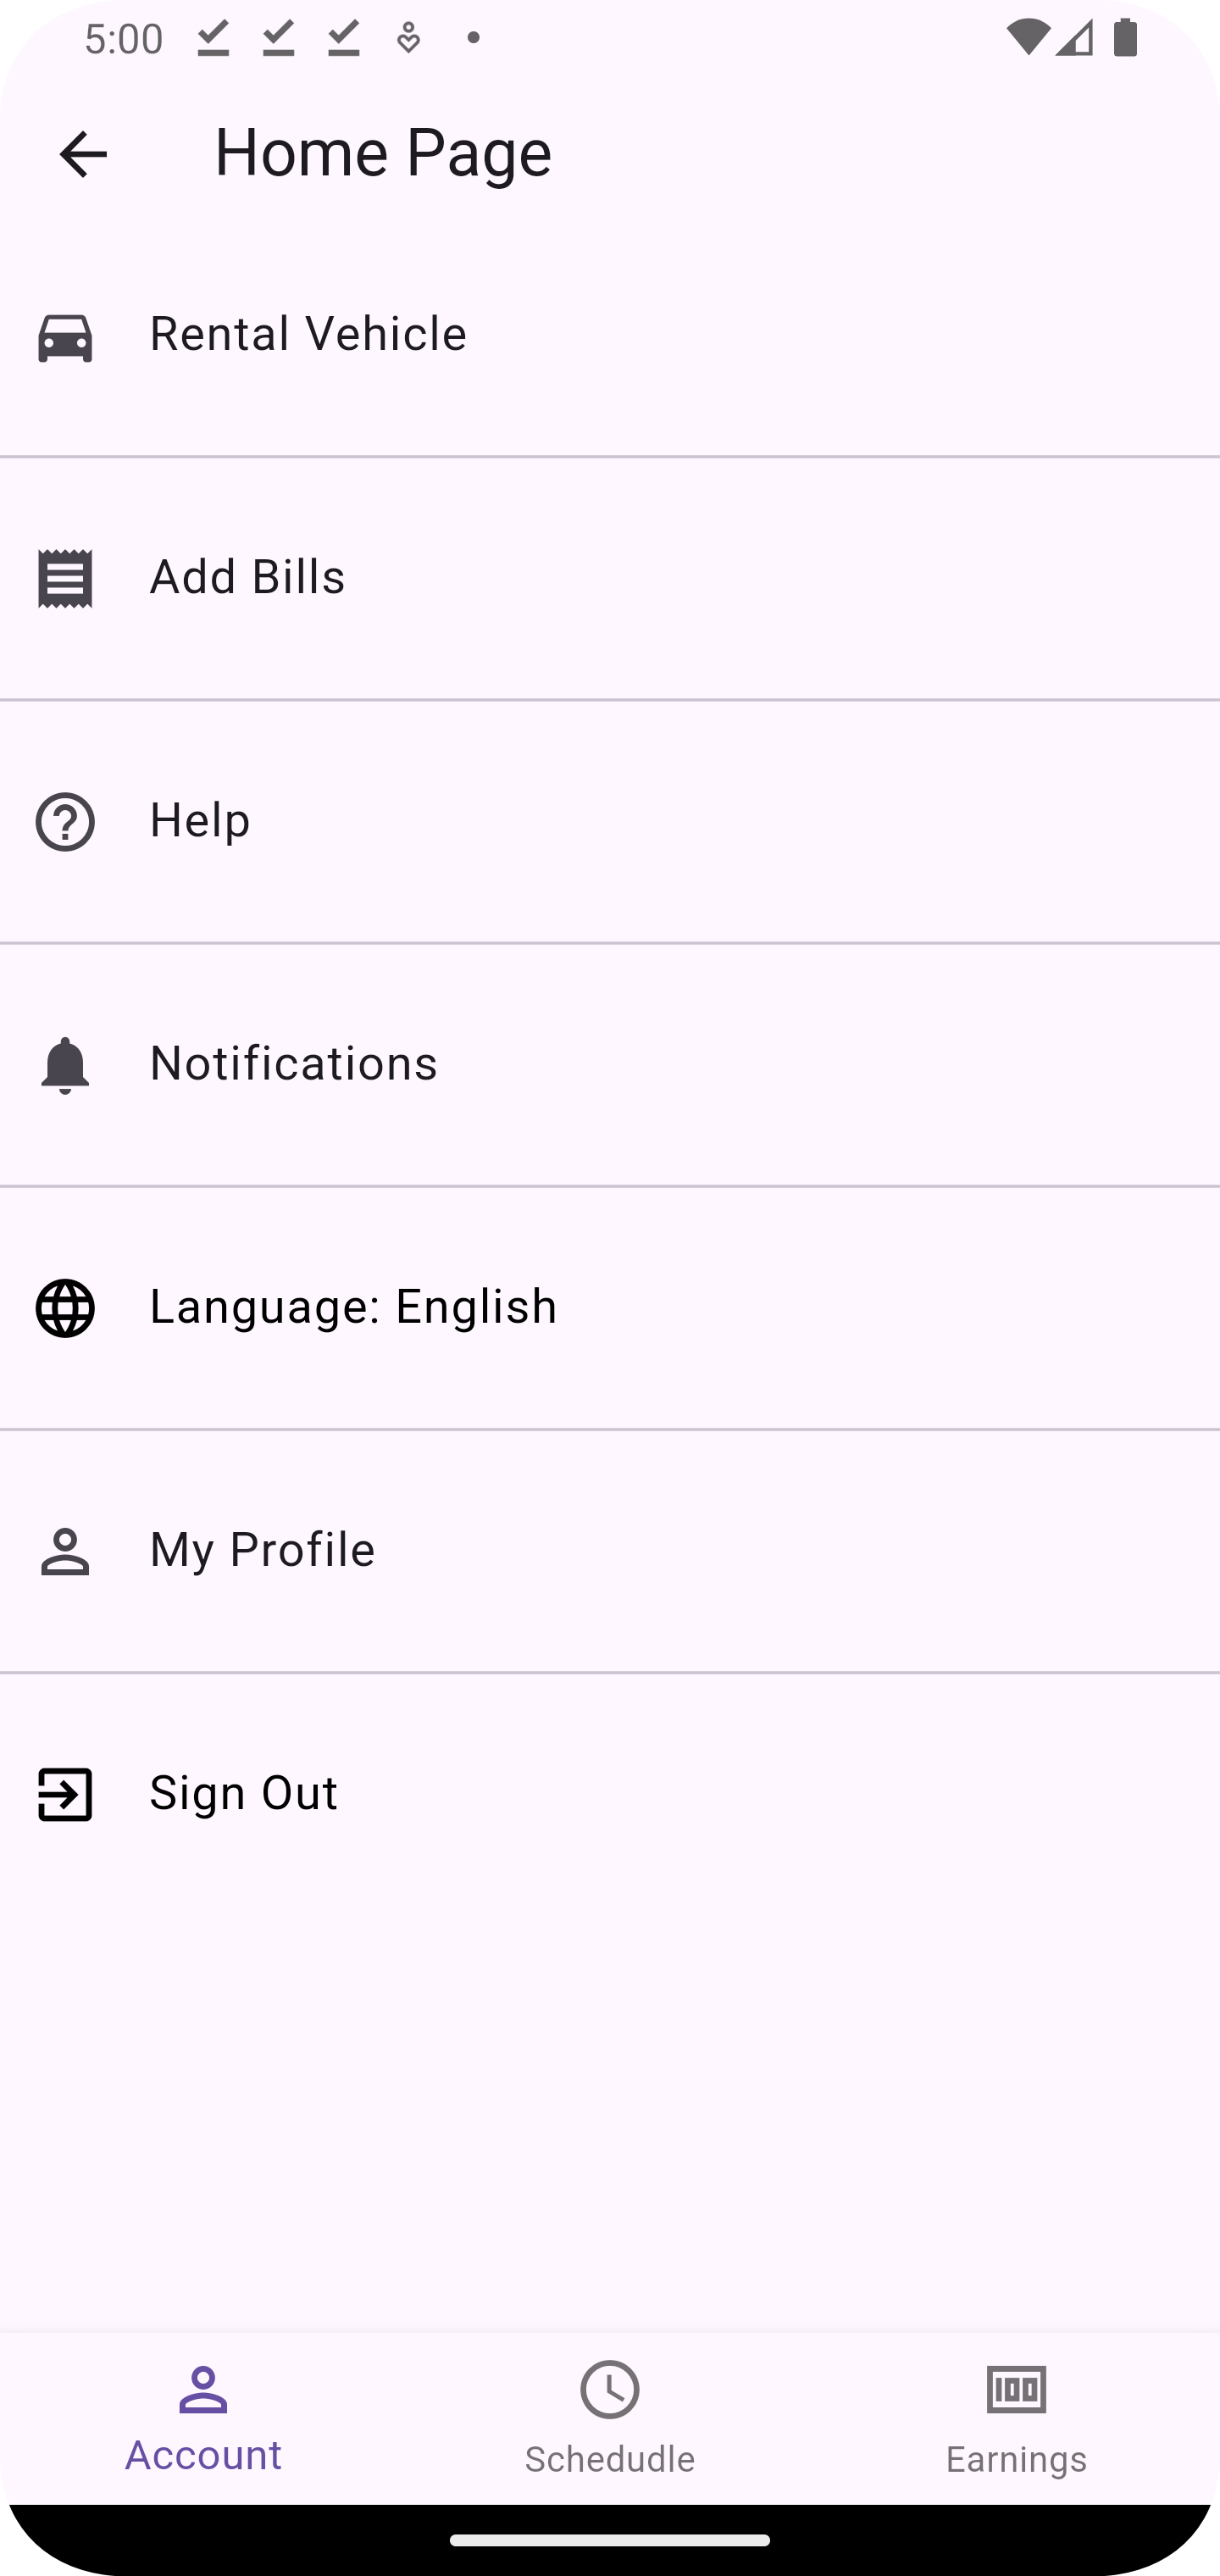 5:00
Home Page
Rental Vehicle
Add Bills
Help
Notifications
Language: English
My Profile
Sign Out
Account
Schedudle
Earnings